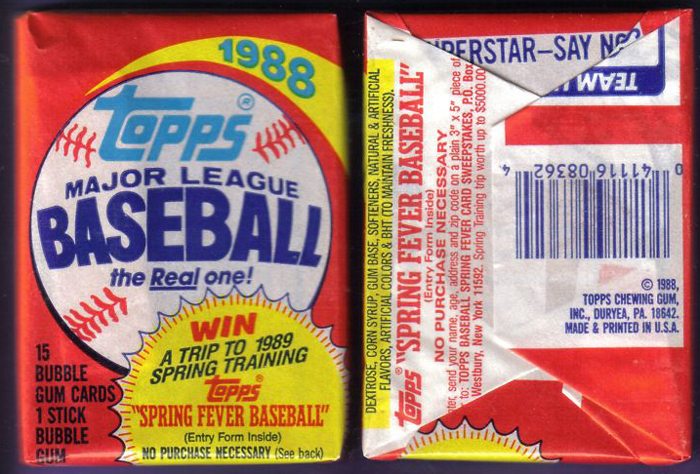 1988
Topps®
MAJOR LEAGUE
BASEBALL
the Real one!
WIN
A TRIP TO 1989
SPRING TRAINING
Topps
"SPRING FEVER BASEBALL"
(Entry Form Inside)
NO PURCHASE NECESSARY (See back)
15
BUBBLE
GUM CARDS
1 STICK
BUBBLE
GUM
SUPERSTAR–SAY NO
TEAM
DEXTROSE, CORN SYRUP, GUM BASE, SOFTENERS, NATURAL & ARTIFICIAL
FLAVORS, ARTIFICIAL COLORS & BHT (TO MAINTAIN FRESHNESS).
Topps® "SPRING FEVER BASEBALL"
(Entry Form Inside)
NO PURCHASE NECESSARY
send your name, age, address and zip code on a plain 3" x 5" piece of
to: TOPPS BASEBALL SPRING FEVER CARD SWEEPSTAKES, P.O. Box
Westbury, New York 11592. Spring Training trip worth up to $5000.00
0 41116 08362 4
© 1988,
TOPPS CHEWING GUM,
INC., DURYEA, PA. 18642.
MADE & PRINTED IN U.S.A.